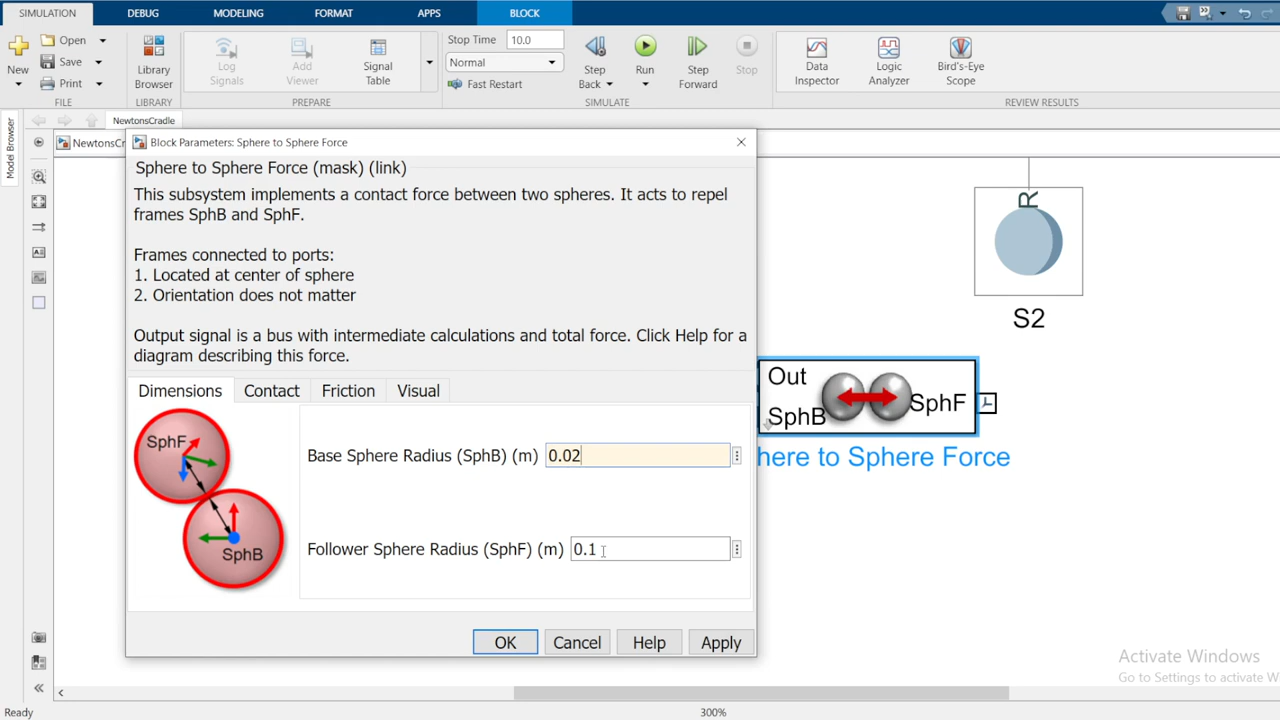 SIMULATION
DEBUG
MODELING
FORMAT
APPS
BLOCK
New
Open
Save
Print
FILE
Library
Browser
LIBRARY
Log
Signals
Add
Viewer
Signal
Table
PREPARE
Stop Time 10.0
Normal
Fast Restart
Step
Back
Run
Step
Forward
Stop
SIMULATE
Data
Inspector
Logic
Analyzer
Bird's-Eye
Scope
REVIEW RESULTS
Model Browser
NewtonsCradle
NewtonsCr
Block Parameters: Sphere to Sphere Force
Sphere to Sphere Force (mask) (link)
This subsystem implements a contact force between two spheres. It acts to repel
frames SphB and SphF.
Frames connected to ports:
1. Located at center of sphere
2. Orientation does not matter
Output signal is a bus with intermediate calculations and total force. Click Help for a
diagram describing this force.
Dimensions
Contact
Friction
Visual
SphF
SphB
Base Sphere Radius (SphB) (m) 0.02
Follower Sphere Radius (SphF) (m) 0.1
OK
Cancel
Help
Apply
R
S2
Out
SphB
SphF
here to Sphere Force
Activate Windows
Go to Settings to activate W
Ready
300%